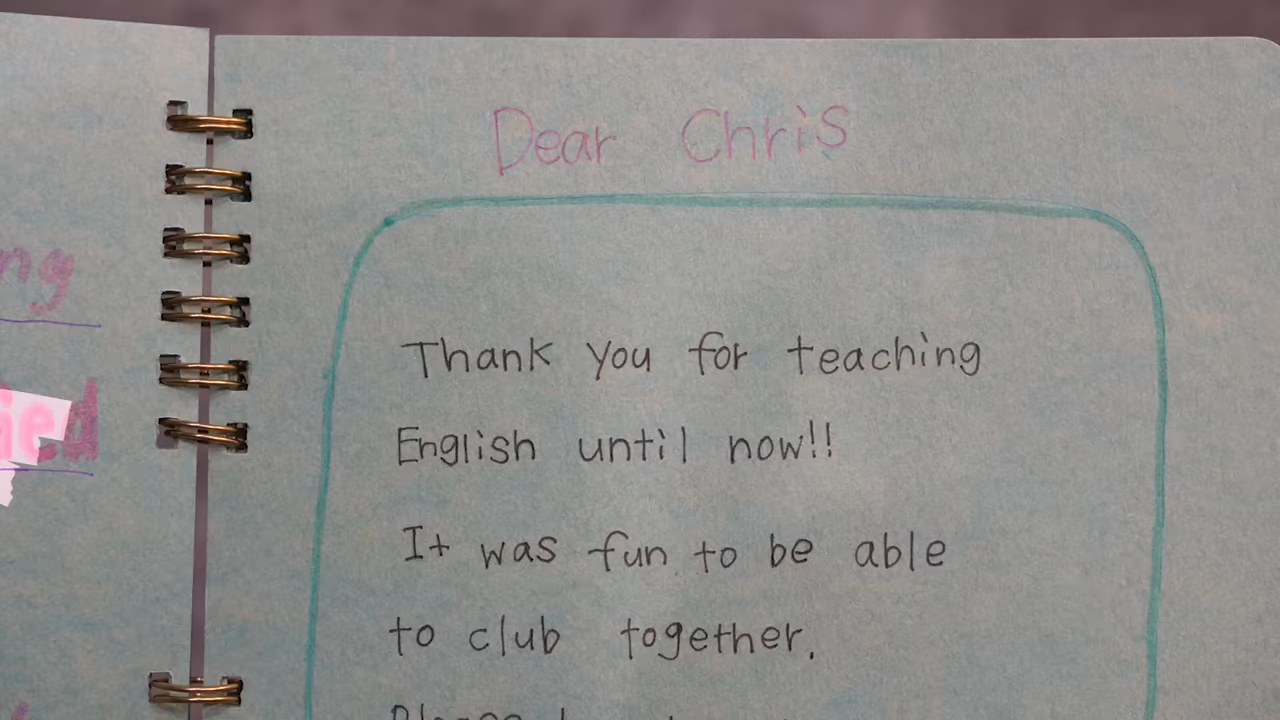 Dear Chris
Thank you for teaching
English until now!!
It was fun to be able
to club together.